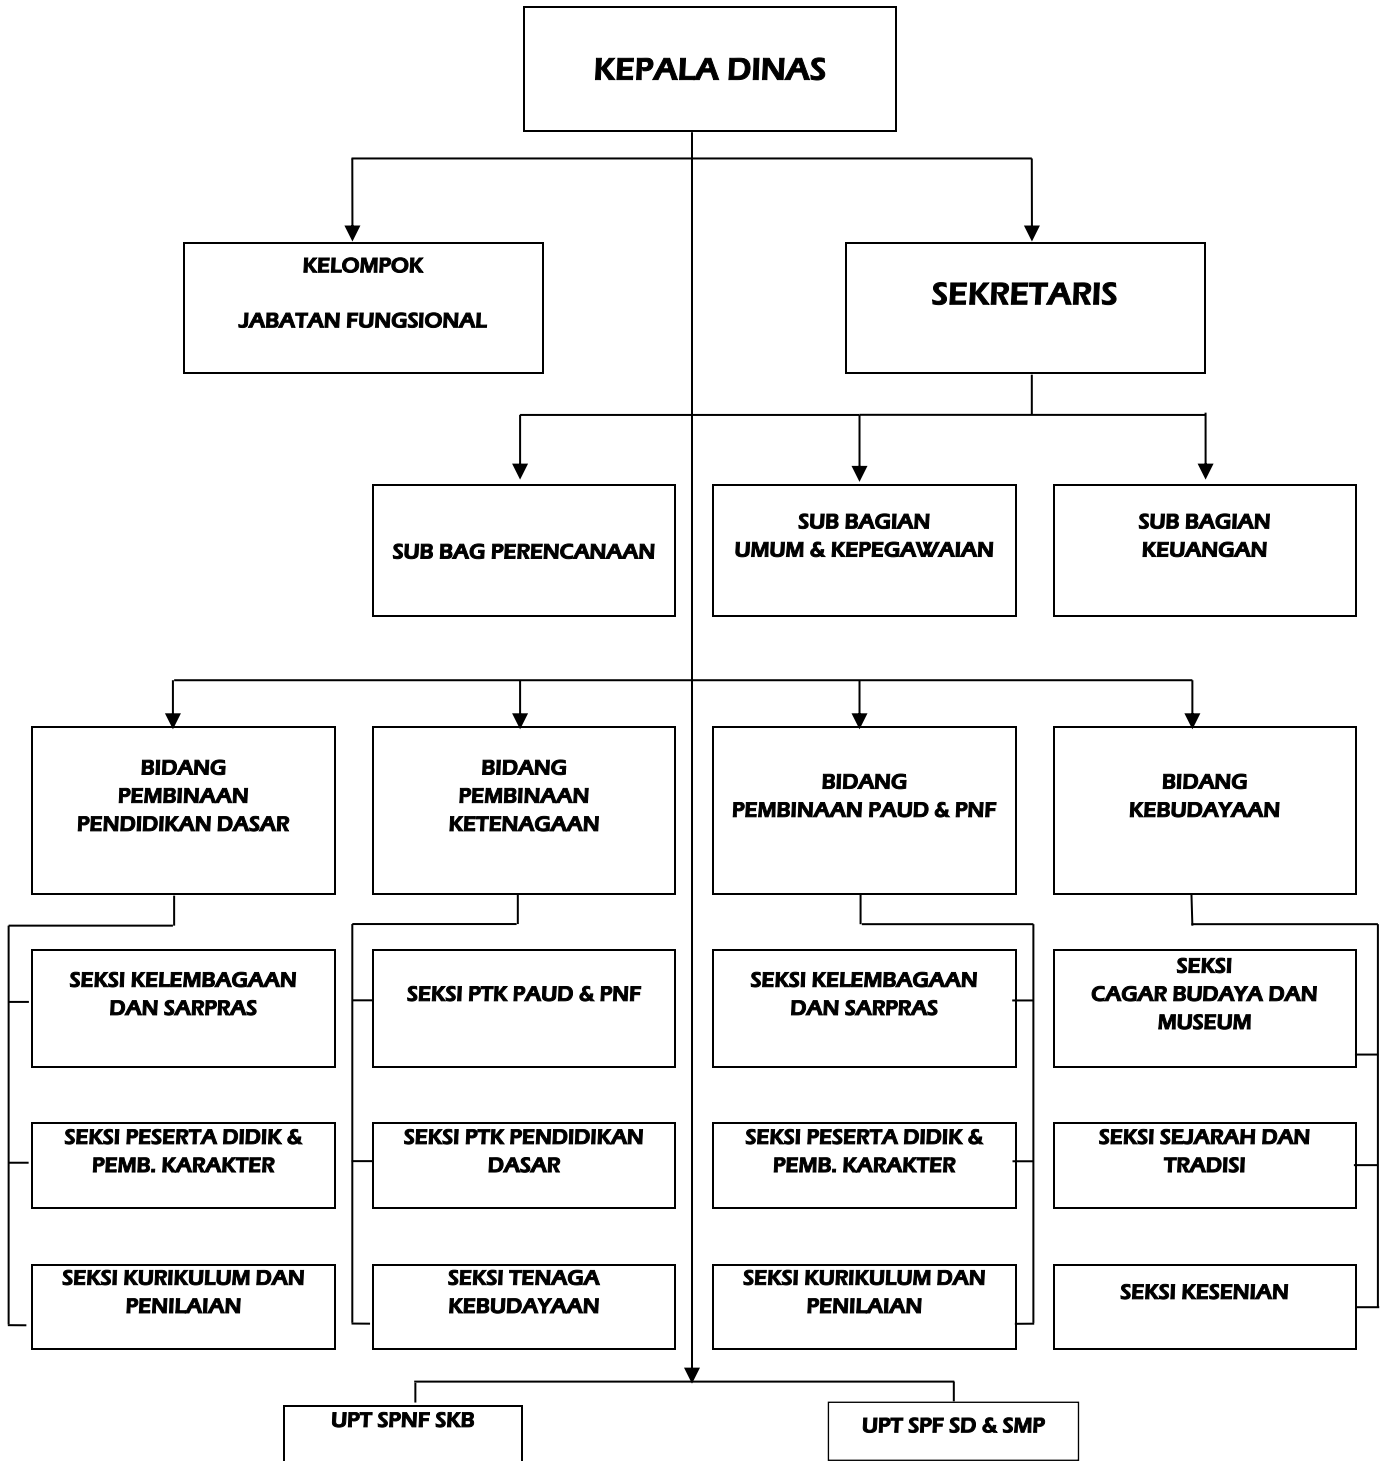 KEPALA DINAS
KELOMPOK
JABATAN FUNGSIONAL
SEKRETARIS
SUB BAG PERENCANAAN
SUB BAGIAN
UMUM & KEPEGAWAIAN
SUB BAGIAN
KEUANGAN
BIDANG
PEMBINAAN
PENDIDIKAN DASAR
BIDANG
PEMBINAAN
KETENAGAAN
BIDANG
PEMBINAAN PAUD & PNF
BIDANG
KEBUDAYAAN
SEKSI KELEMBAGAAN
DAN SARPRAS
SEKSI PTK PAUD & PNF
SEKSI KELEMBAGAAN
DAN SARPRAS
SEKSI
CAGAR BUDAYA DAN
MUSEUM
SEKSI PESERTA DIDIK &
PEMB. KARAKTER
SEKSI PTK PENDIDIKAN
DASAR
SEKSI PESERTA DIDIK &
PEMB. KARAKTER
SEKSI SEJARAH DAN
TRADISI
SEKSI KURIKULUM DAN
PENILAIAN
SEKSI TENAGA
KEBUDAYAAN
SEKSI KURIKULUM DAN
PENILAIAN
SEKSI KESENIAN
UPT SPNF SKB
UPT SPF SD & SMP